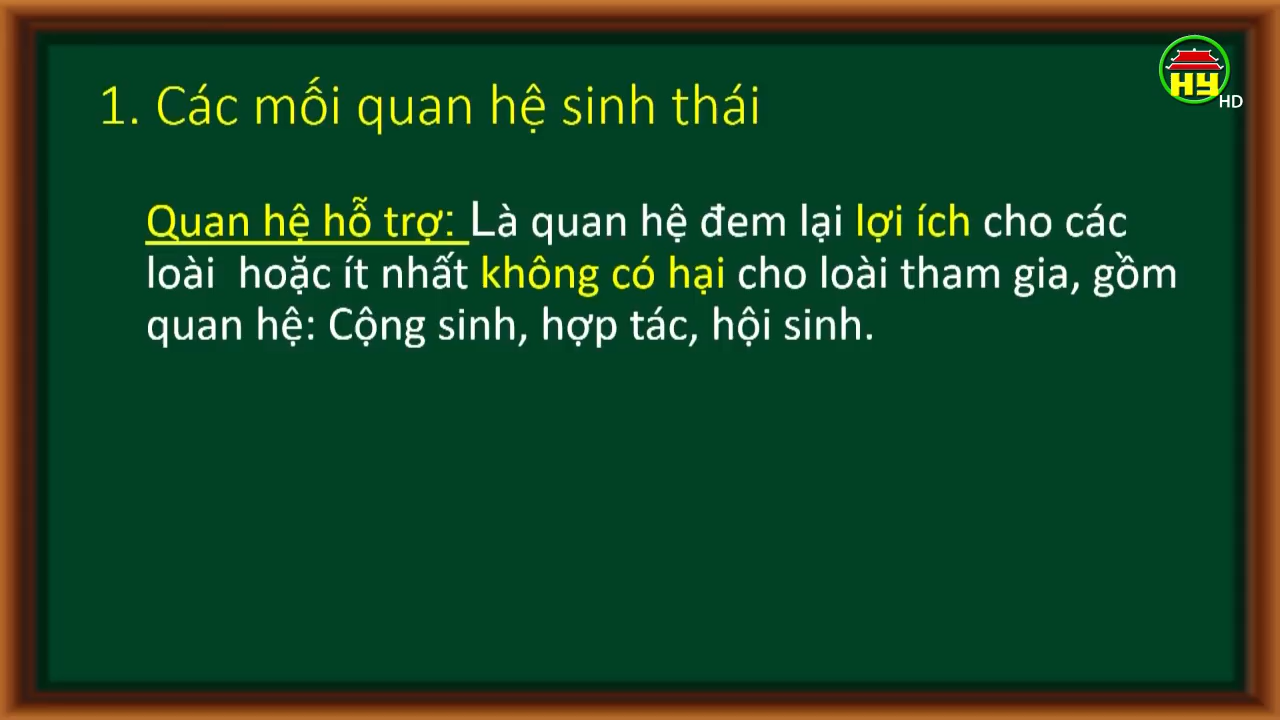 HY
HD
1. Các mối quan hệ sinh thái
Quan hệ hỗ trợ: Là quan hệ đem lại lợi ích cho các
loài hoặc ít nhất không có hại cho loài tham gia, gồm
quan hệ: Cộng sinh, hợp tác, hội sinh.